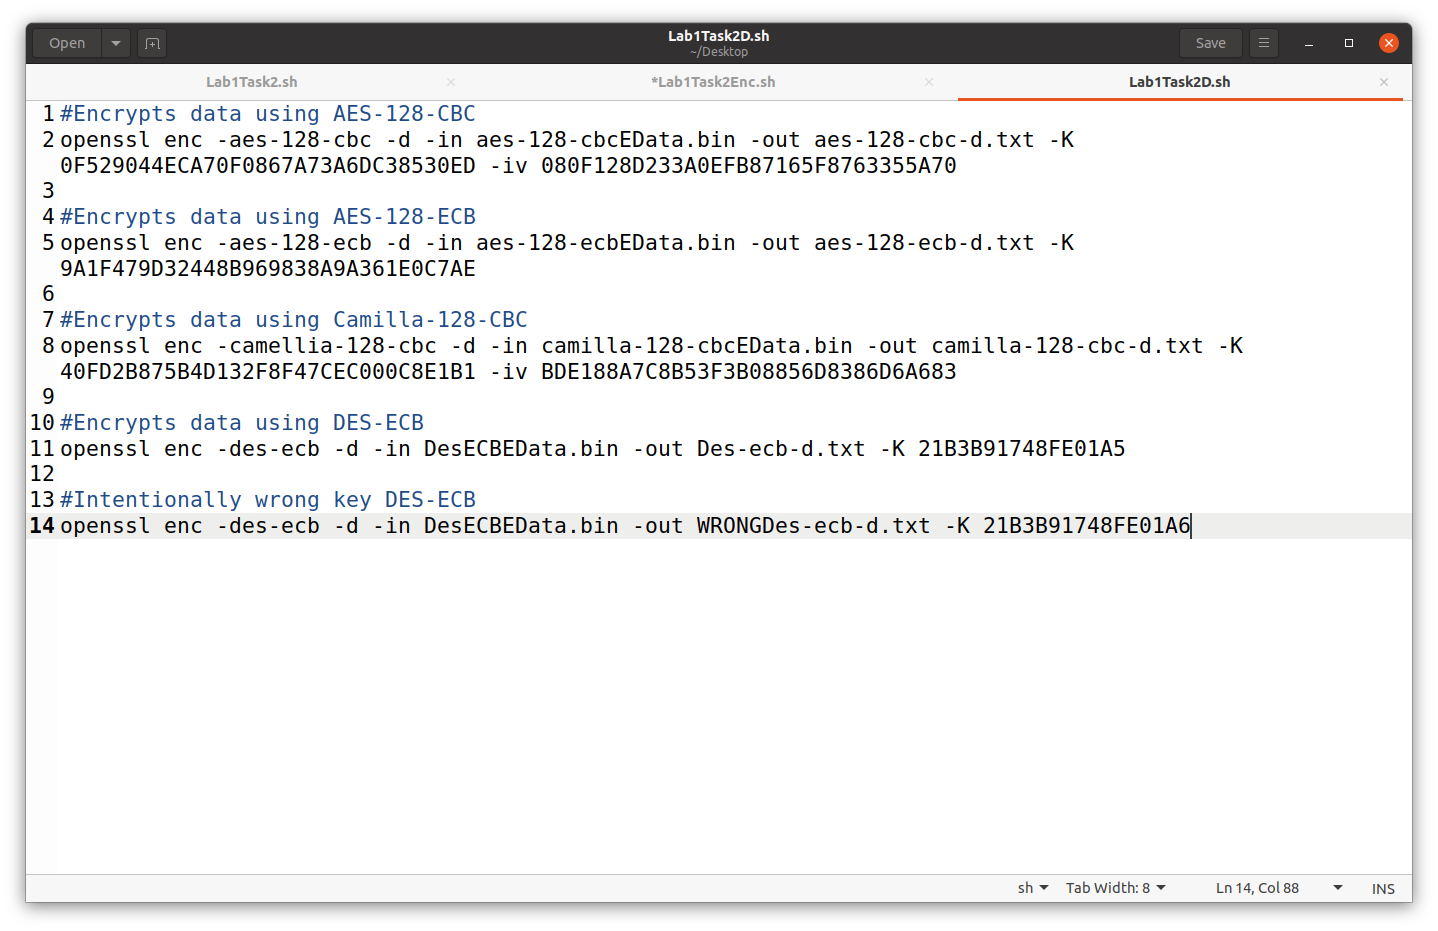 Open
Lab1Task2D.sh
~/Desktop
Save
Lab1Task2.sh
*Lab1Task2Enc.sh
Lab1Task2D.sh
1 #Encrypts data using AES-128-CBC
2 openssl enc -aes-128-cbc -d -in aes-128-cbcEData.bin -out aes-128-cbc-d.txt -K
0F529044ECA70F0867A73A6DC38530ED -iv 080F128D233A0EFB87165F8763355A70
3
4 #Encrypts data using AES-128-ECB
5 openssl enc -aes-128-ecb -d -in aes-128-ecbEData.bin -out aes-128-ecb-d.txt -K
9A1F479D32448B969838A9A361E0C7AE
6
7 #Encrypts data using Camilla-128-CBC
8 openssl enc -camellia-128-cbc -d -in camilla-128-cbcEData.bin -out camilla-128-cbc-d.txt -K
40FD2B875B4D132F8F47CEC000C8E1B1 -iv BDE188A7C8B53F3B08856D8386D6A683
9
10 #Encrypts data using DES-ECB
11 openssl enc -des-ecb -d -in DesECBEData.bin -out Des-ecb-d.txt -K 21B3B91748FE01A5
12
13 #Intentionally wrong key DES-ECB
14 openssl enc -des-ecb -d -in DesECBEData.bin -out WRONGDes-ecb-d.txt -K 21B3B91748FE01A6
sh Tab Width: 8 Ln 14, Col 88 INS